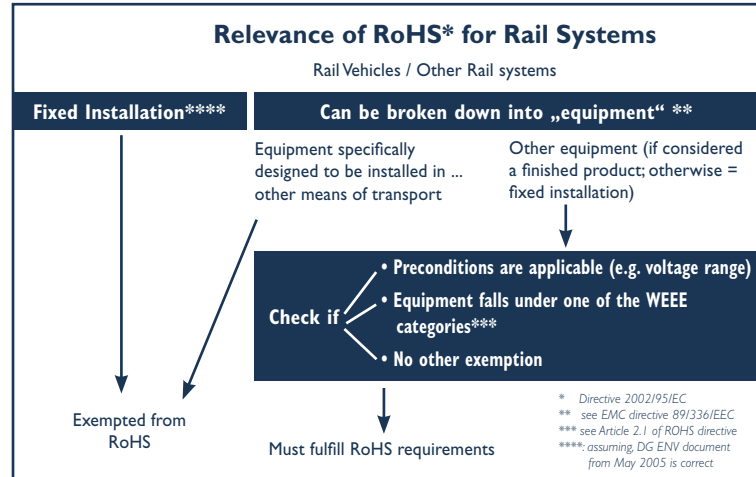 Relevance of RoHS* for Rail Systems
Rail Vehicles / Other Rail systems
Fixed Installation****
Can be broken down into „equipment“ **
Equipment specifically
designed to be installed in ...
other means of transport
Other equipment (if considered
a finished product; otherwise =
fixed installation)
Check if
• Preconditions are applicable (e.g. voltage range)
• Equipment falls under one of the WEEE
categories***
• No other exemption
Exempted from
RoHS
Must fulfill RoHS requirements
* Directive 2002/95/EC
** see EMC directive 89/336/EEC
*** see Article 2.1 of ROHS directive
****: assuming, DG ENV document
from May 2005 is correct